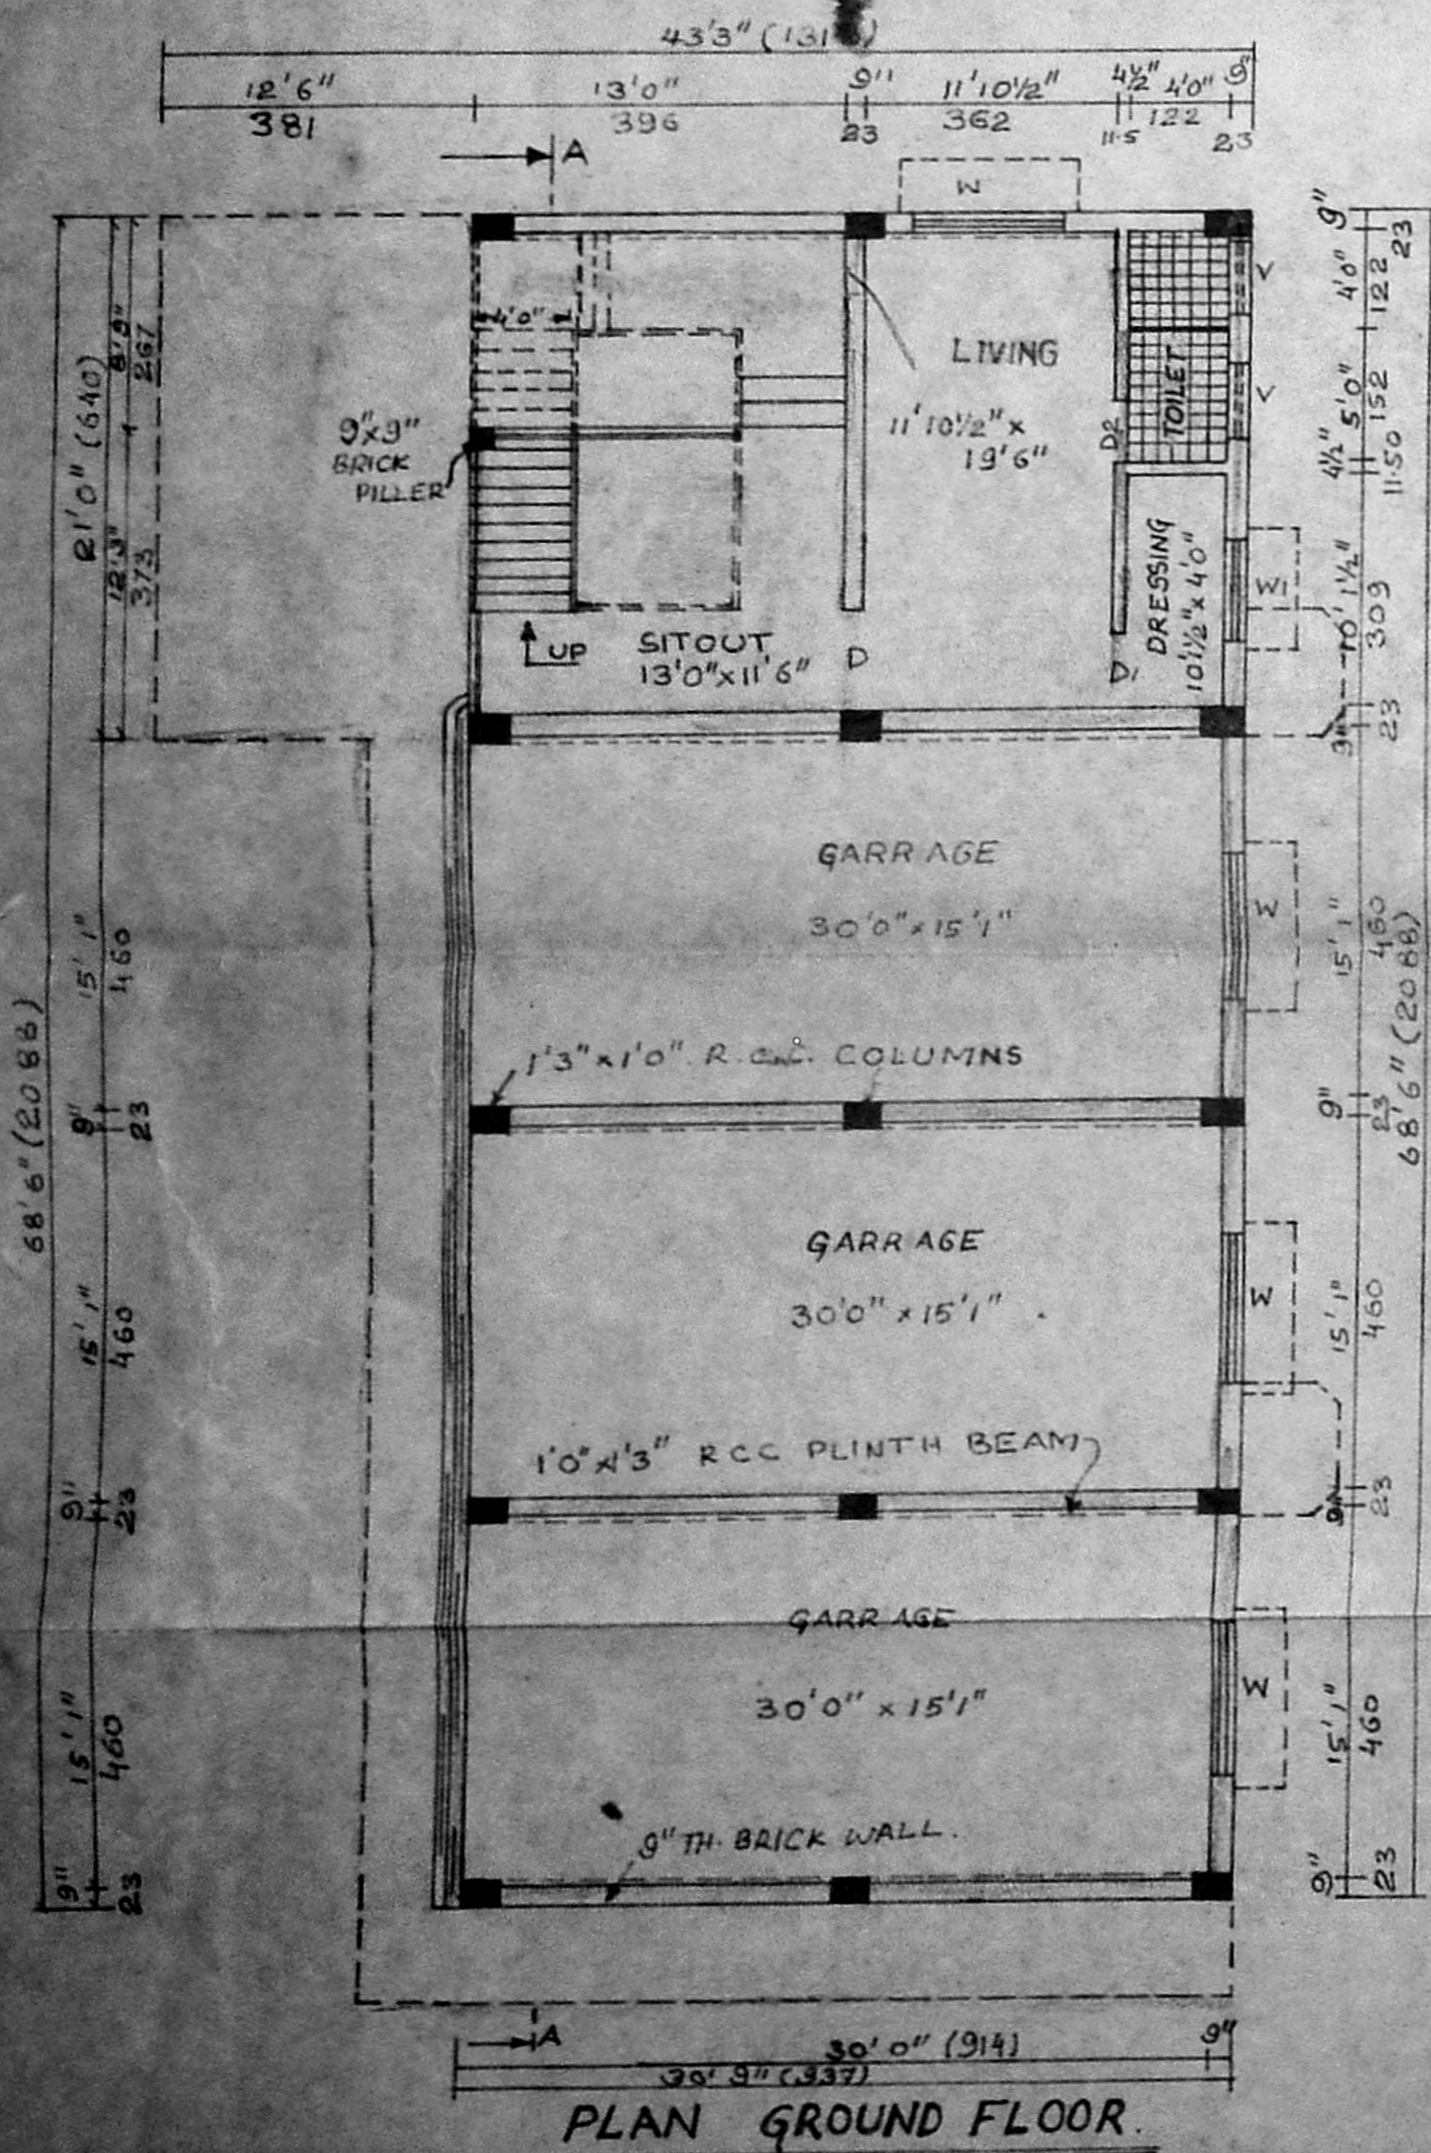 43'3" (131
12'6" 13'0" 9" 11'10½" 4½" 4'0" 9"
381 396 23 362 11.5 122 23
A
W
9" 23
4'0" 122
V
5'0" 152
V
4½" 11.50
10'1½" 309
9" 23
21'0" (640)
8'9" 267
12'3" 373
4'0"
LIVING
11'10½" x
19'6"
TOILET
D2
9"x9"
BRICK
PILLER
DRESSING
10'1½" x 4'0"
W
UP
SITOUT
13'0"x11'6"
D
D1
GARRAGE
30'0" x 15'1"
W
15'1" 460
15'1" 460
68'6" (2088)
68'6" (2088)
1'3" x 1'0" R.C.C. COLUMNS
9" 23
9" 23
GARRAGE
30'0" x 15'1"
W
15'1" 460
15'1" 460
1'0"x1'3" RCC PLINTH BEAM
9" 23
9" 23
GARRAGE
30'0" x 15'1"
W
15'1" 460
15'1" 460
9" TH. BRICK WALL.
9" 23
9" 23
A
30'0" (914) 9"
30'9" (937)
PLAN GROUND FLOOR.